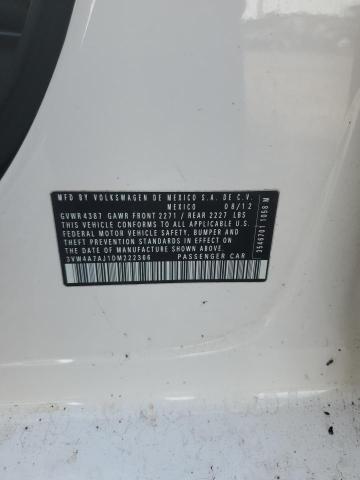 MFD BY VOLKSWAGEN DE MEXICO S.A. DE C.V.
MEXICO 08/12
GVWR 4387 GAWR FRONT 2271 / REAR 2227 LBS
THIS VEHICLE CONFORMS TO ALL APPLICABLE U.S.
FEDERAL MOTOR VEHICLE SAFETY, BUMPER AND
THEFT PREVENTION STANDARDS IN EFFECT ON
THE DATE OF MANUFACTURE SHOWN ABOVE.
3VW4A7AJ1DM222366 PASSENGER CAR
3546701 1058 M